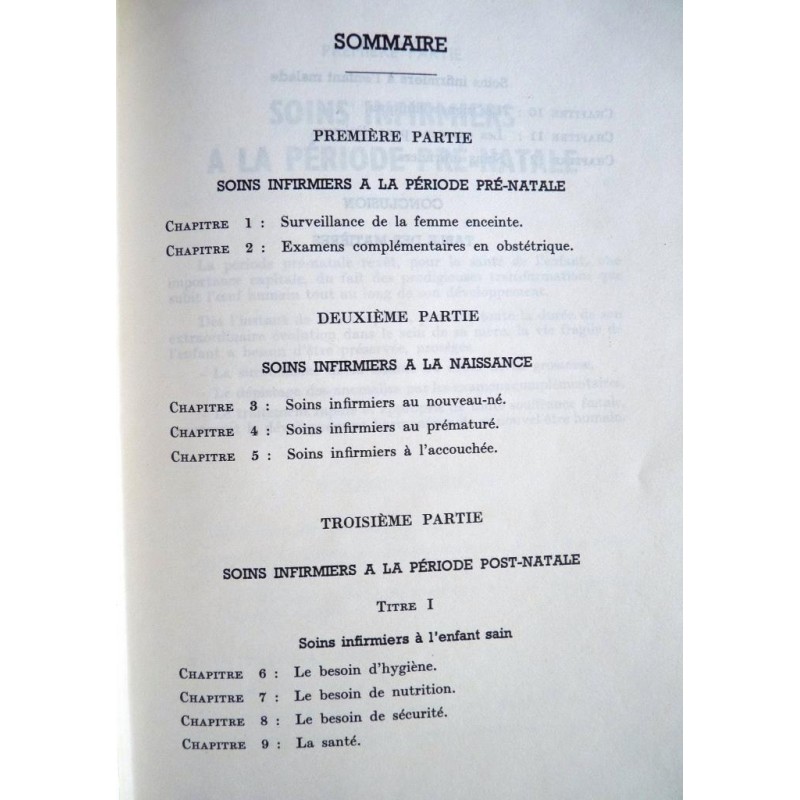 SOMMAIRE
PREMIÈRE PARTIE
SOINS INFIRMIERS A LA PÉRIODE PRÉ-NATALE
CHAPITRE 1 : Surveillance de la femme enceinte.
CHAPITRE 2 : Examens complémentaires en obstétrique.
DEUXIÈME PARTIE
SOINS INFIRMIERS A LA NAISSANCE
CHAPITRE 3 : Soins infirmiers au nouveau-né.
CHAPITRE 4 : Soins infirmiers au prématuré.
CHAPITRE 5 : Soins infirmiers à l'accouchée.
TROISIÈME PARTIE
SOINS INFIRMIERS A LA PÉRIODE POST-NATALE
TITRE I
Soins infirmiers à l'enfant sain
CHAPITRE 6 : Le besoin d'hygiène.
CHAPITRE 7 : Le besoin de nutrition.
CHAPITRE 8 : Le besoin de sécurité.
CHAPITRE 9 : La santé.